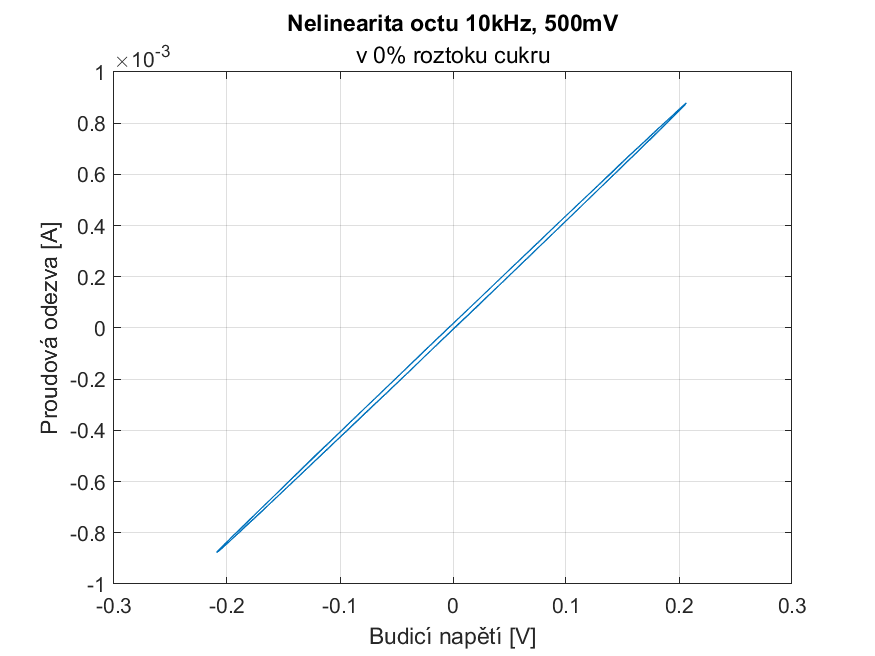 Nelinearita octu 10kHz, 500mV
v 0% roztoku cukru
×10-3
1
0.8
0.6
0.4
0.2
0
-0.2
-0.4
-0.6
-0.8
-1
-0.3 -0.2 -0.1 0 0.1 0.2 0.3
Budicí napětí [V]
Proudová odezva [A]